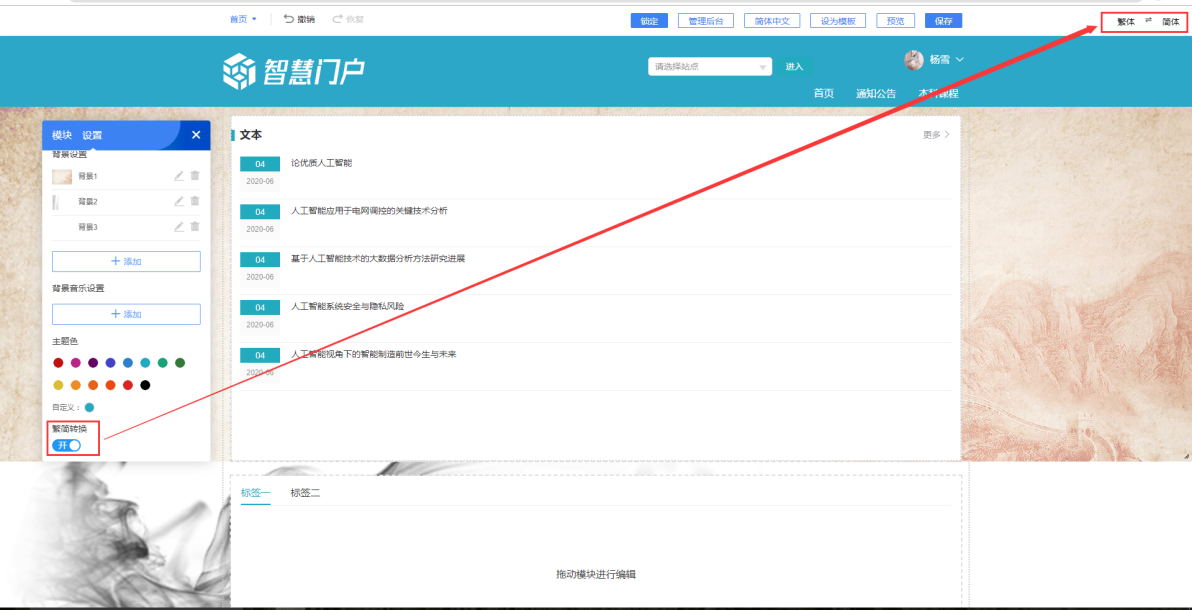 首页 撤销 恢复 锁定 管理后台 简体中文 设为模板 预览 保存 繁体 ⇌ 简体
智慧门户 请选择站点 进入 杨雪
首页 通知公告 本科课程
模块 设置
背景设置
背景1
背景2
背景3
+ 添加
背景音乐设置
+ 添加
主题色
自定义：
繁简转换
开
文本 更多
04 论优质人工智能
2020-06
04 人工智能应用于电网调控的关键技术分析
2020-06
04 基于人工智能技术的大数据分析方法研究进展
2020-06
04 人工智能系统安全与隐私风险
2020-06
04 人工智能视角下的智能制造前世今生与未来
2020-06
标签一 标签二
拖动模块进行编辑